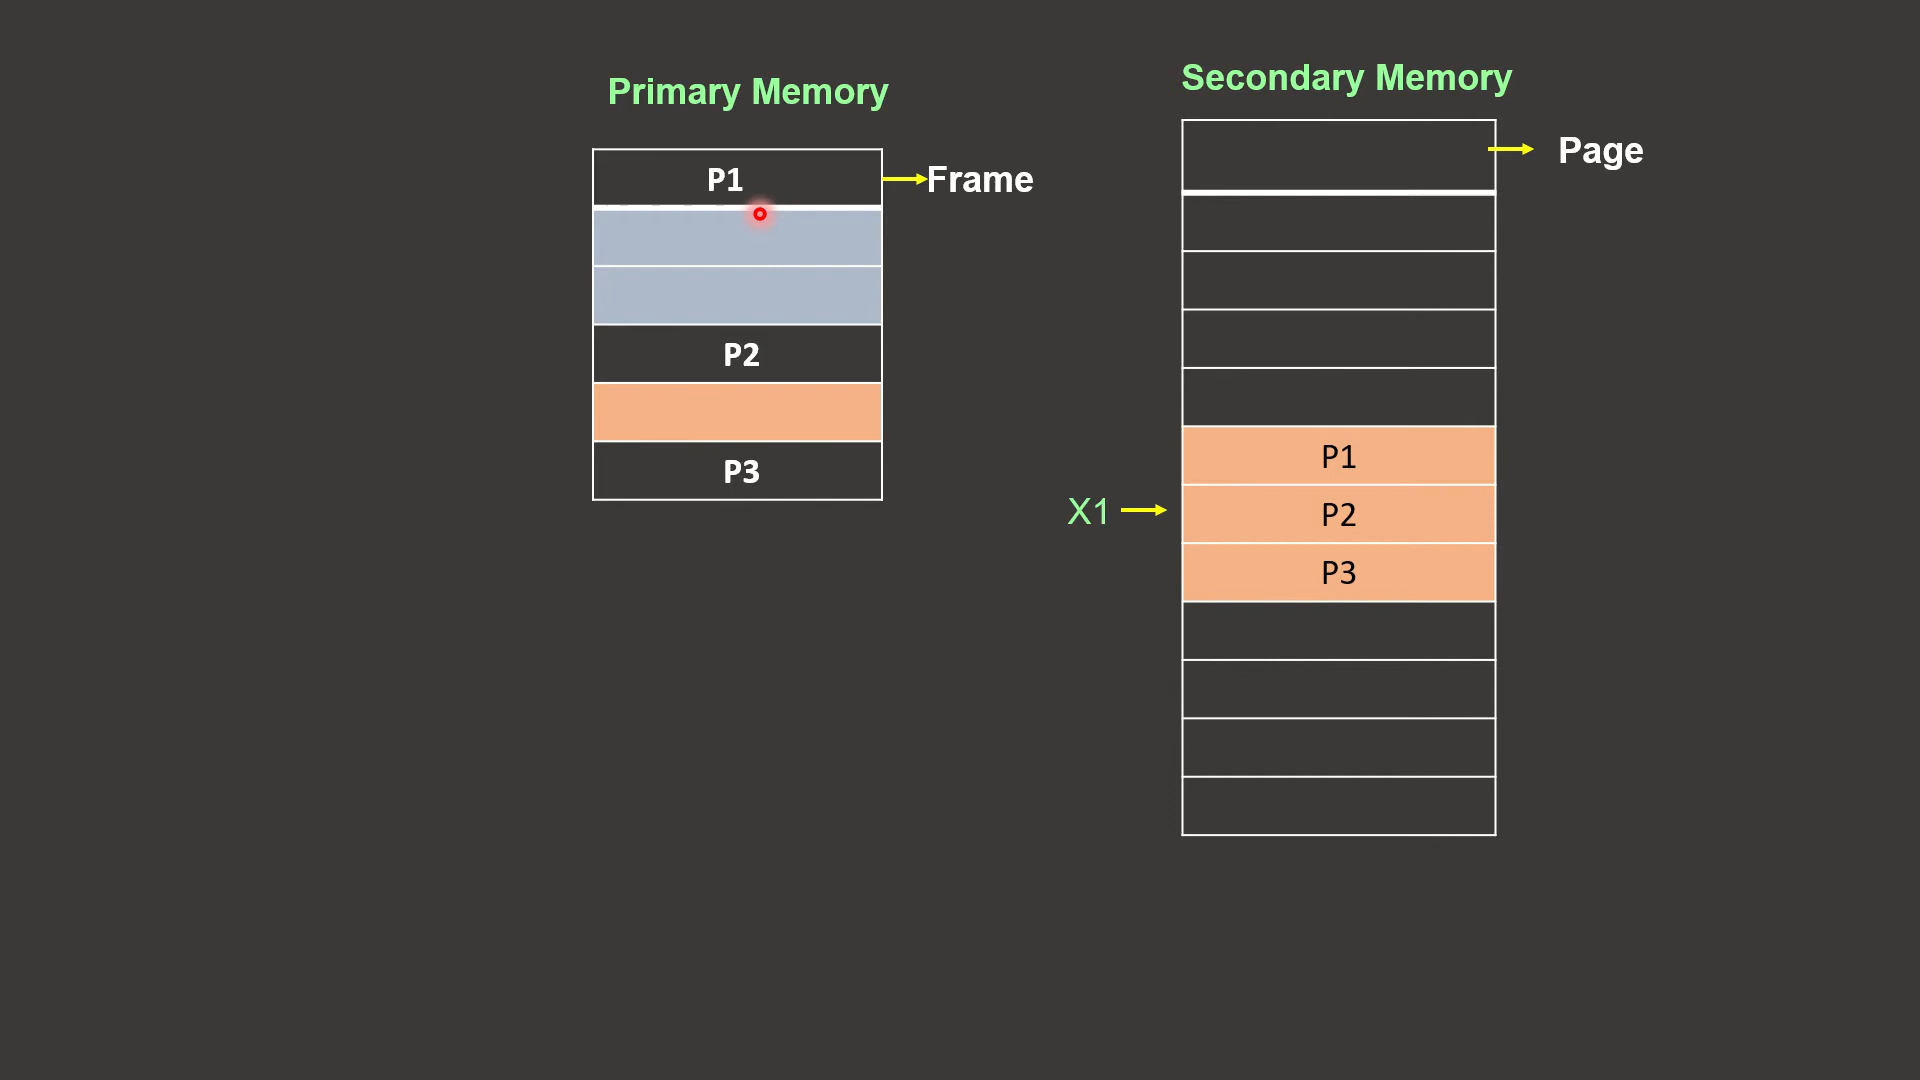 Primary Memory
P1
Frame
P2
P3
Secondary Memory
Page
X1
P1
P2
P3